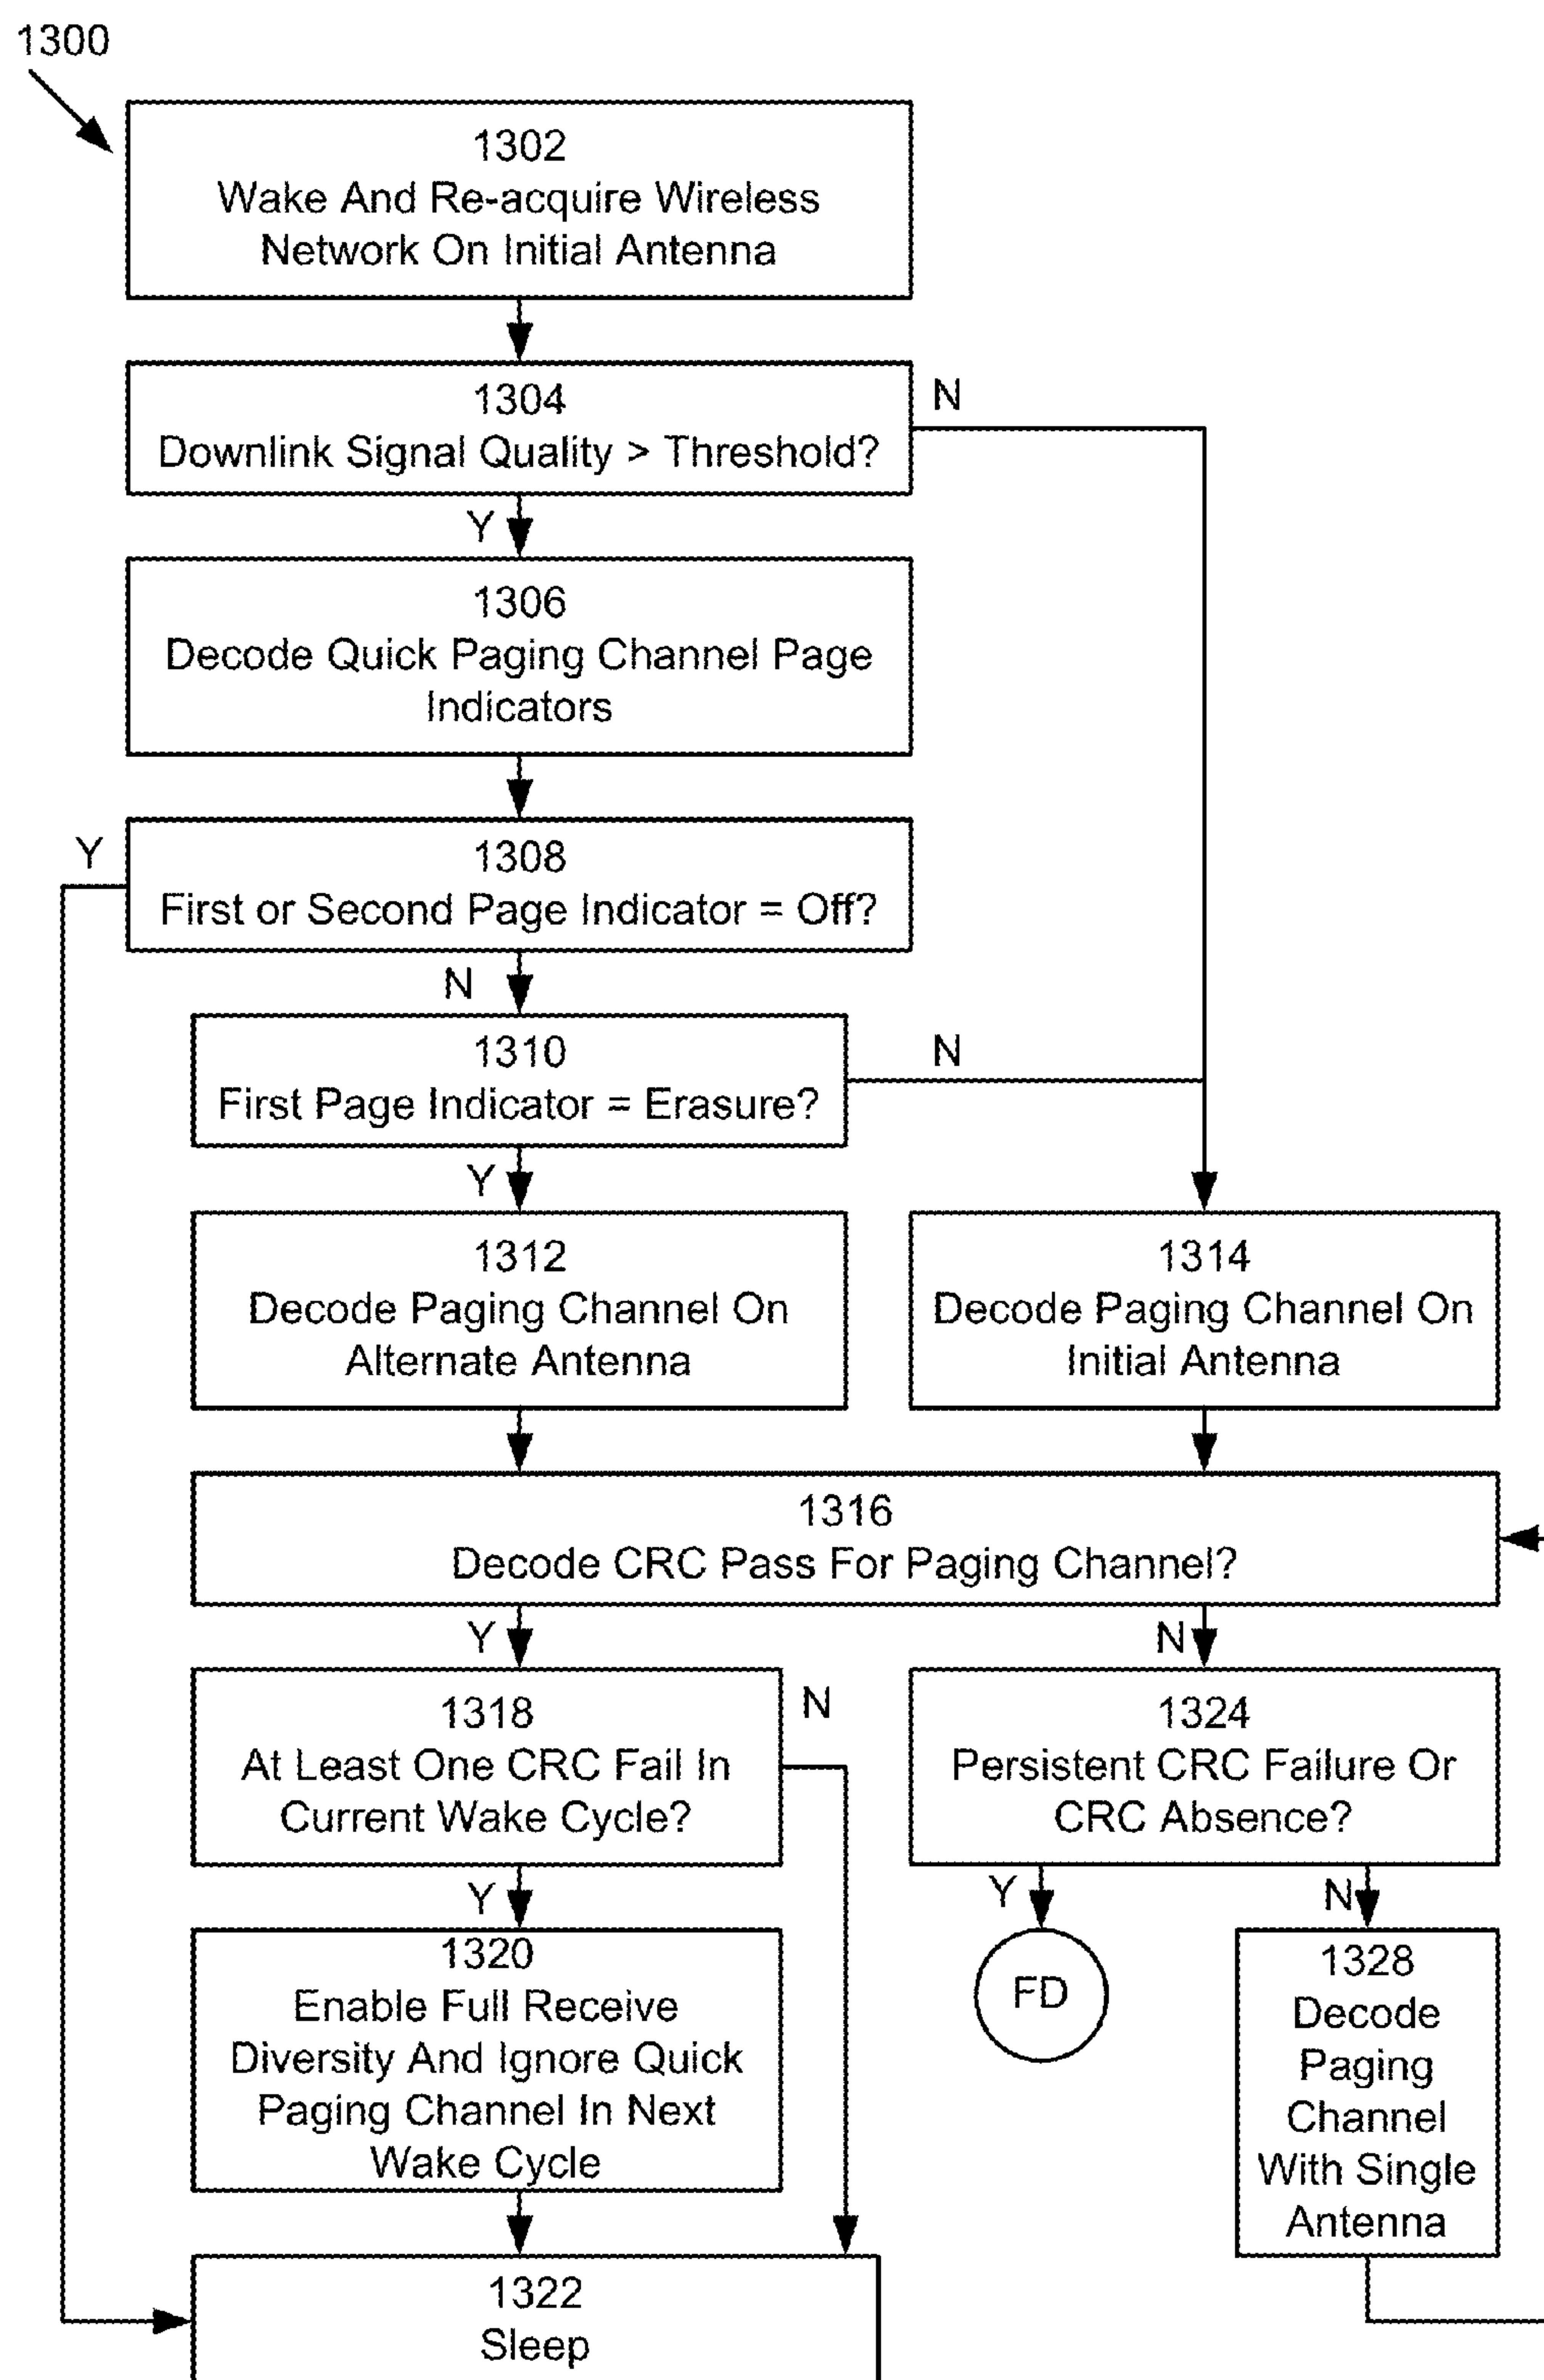 1300
1302
Wake And Re-acquire Wireless
Network On Initial Antenna
1304
Downlink Signal Quality > Threshold?
N
Y
1306
Decode Quick Paging Channel Page
Indicators
Y
1308
First or Second Page Indicator = Off?
N
1310
First Page Indicator = Erasure?
N
Y
1312
Decode Paging Channel On
Alternate Antenna
1314
Decode Paging Channel On
Initial Antenna
1316
Decode CRC Pass For Paging Channel?
Y
N
1318
At Least One CRC Fail In
Current Wake Cycle?
N
1324
Persistent CRC Failure Or
CRC Absence?
Y
Y
N
1320
Enable Full Receive
Diversity And Ignore Quick
Paging Channel In Next
Wake Cycle
FD
1328
Decode
Paging
Channel
With Single
Antenna
1322
Sleep